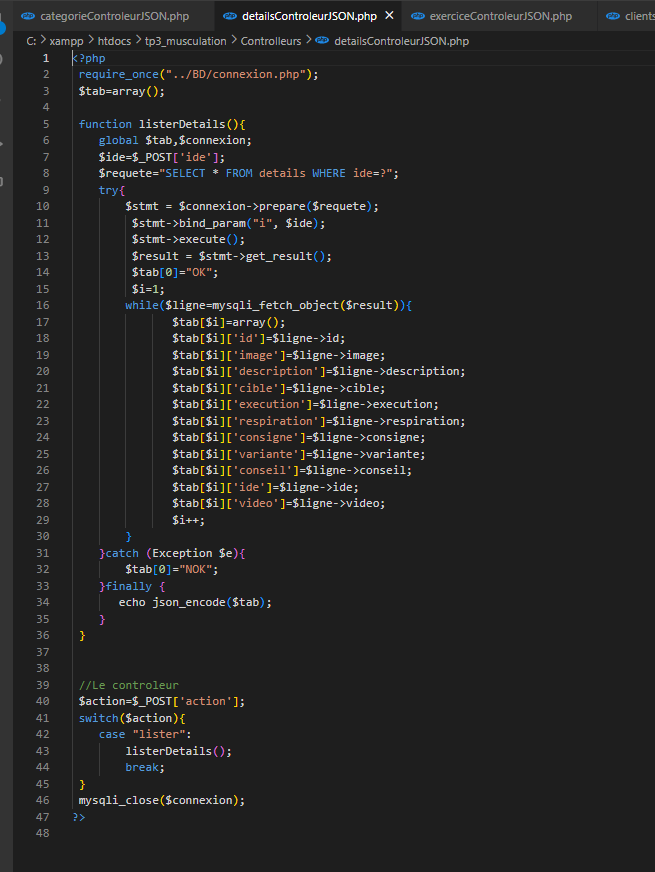 categorieControleurJSON.php detailsControleurJSON.php × exerciceControleurJSON.php clients
C: > xampp > htdocs > tp3_musculation > Controlleurs > detailsControleurJSON.php
1 <?php
2 require_once("../BD/connexion.php");
3 $tab=array();
4
5 function listerDetails(){
6 global $tab,$connexion;
7 $ide=$_POST['ide'];
8 $requete="SELECT * FROM details WHERE ide=?";
9 try{
10 $stmt = $connexion->prepare($requete);
11 $stmt->bind_param("i", $ide);
12 $stmt->execute();
13 $result = $stmt->get_result();
14 $tab[0]="OK";
15 $i=1;
16 while($ligne=mysqli_fetch_object($result)){
17 $tab[$i]=array();
18 $tab[$i]['id']=$ligne->id;
19 $tab[$i]['image']=$ligne->image;
20 $tab[$i]['description']=$ligne->description;
21 $tab[$i]['cible']=$ligne->cible;
22 $tab[$i]['execution']=$ligne->execution;
23 $tab[$i]['respiration']=$ligne->respiration;
24 $tab[$i]['consigne']=$ligne->consigne;
25 $tab[$i]['variante']=$ligne->variante;
26 $tab[$i]['conseil']=$ligne->conseil;
27 $tab[$i]['ide']=$ligne->ide;
28 $tab[$i]['video']=$ligne->video;
29 $i++;
30 }
31 }catch (Exception $e){
32 $tab[0]="NOK";
33 }finally {
34 echo json_encode($tab);
35 }
36 }
37
38
39 //Le controleur
40 $action=$_POST['action'];
41 switch($action){
42 case "lister":
43 listerDetails();
44 break;
45 }
46 mysqli_close($connexion);
47 ?>
48